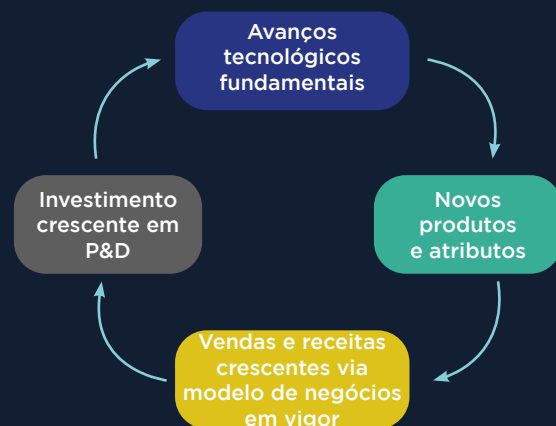 Avanços
tecnológicos
fundamentais
Novos
produtos
e atributos
Vendas e receitas
crescentes via
modelo de negócios
em vigor
Investimento
crescente em
P&D